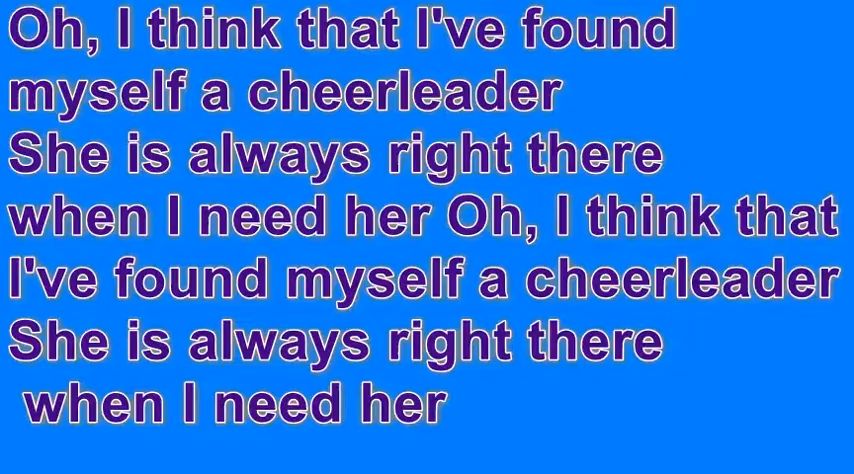 Oh, I think that I've found
myself a cheerleader
She is always right there
when I need her Oh, I think that
I've found myself a cheerleader
She is always right there
when I need her